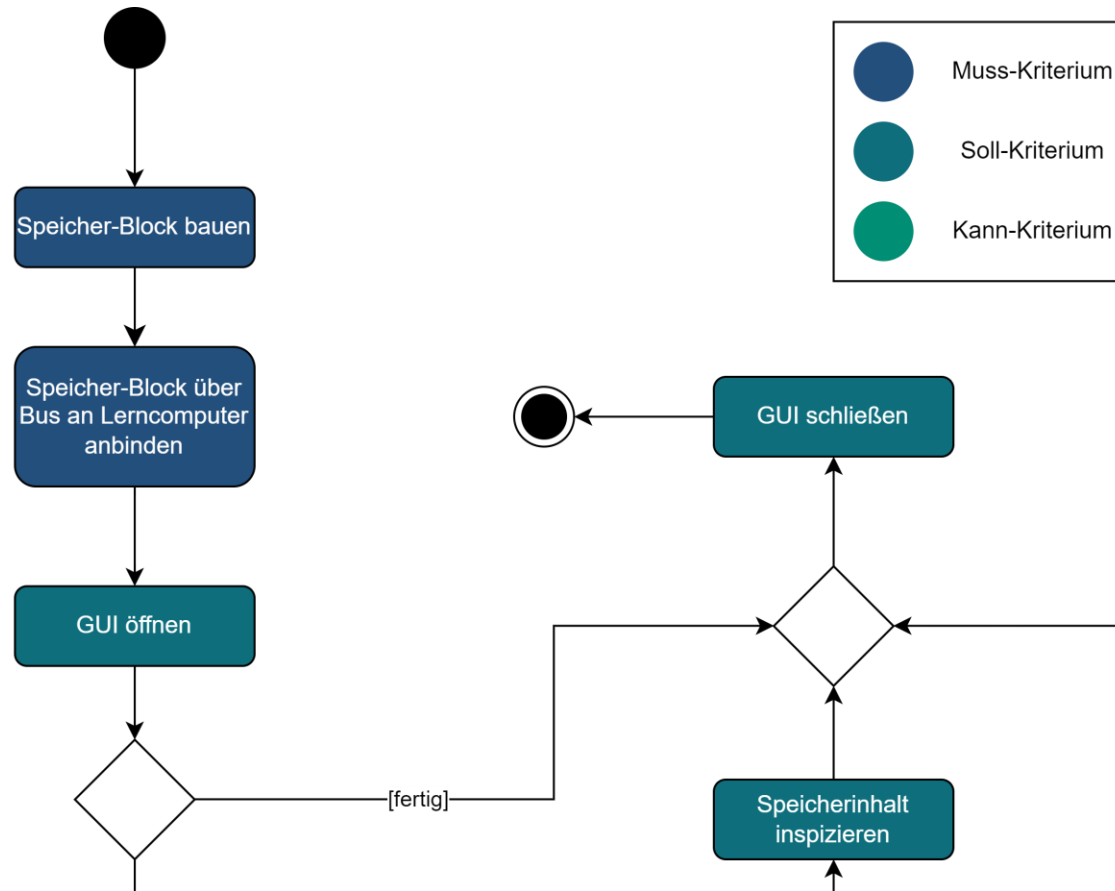 Muss-Kriterium
Soll-Kriterium
Kann-Kriterium
Speicher-Block bauen
Speicher-Block über
Bus an Lerncomputer
anbinden
GUI schließen
GUI öffnen
[fertig]
Speicherinhalt
inspizieren